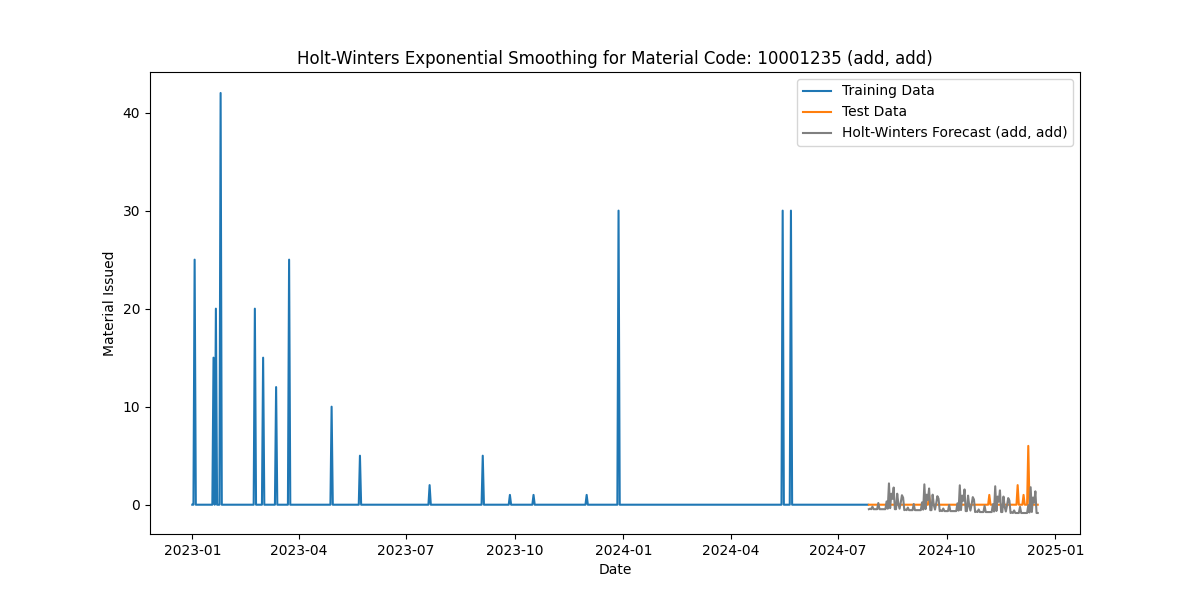 Holt-Winters Exponential Smoothing for Material Code: 10001235 (add, add)
Training Data
Test Data
Holt-Winters Forecast (add, add)
Material Issued
40
30
20
10
0
2023-01 2023-04 2023-07 2023-10 2024-01 2024-04 2024-07 2024-10 2025-01
Date